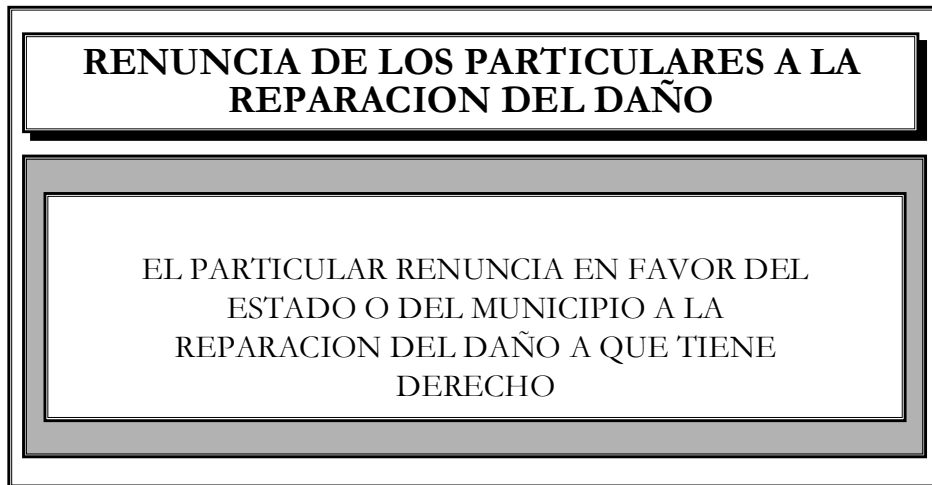 RENUNCIA DE LOS PARTICULARES A LA
REPARACION DEL DAÑO
EL PARTICULAR RENUNCIA EN FAVOR DEL
ESTADO O DEL MUNICIPIO A LA
REPARACION DEL DAÑO A QUE TIENE
DERECHO